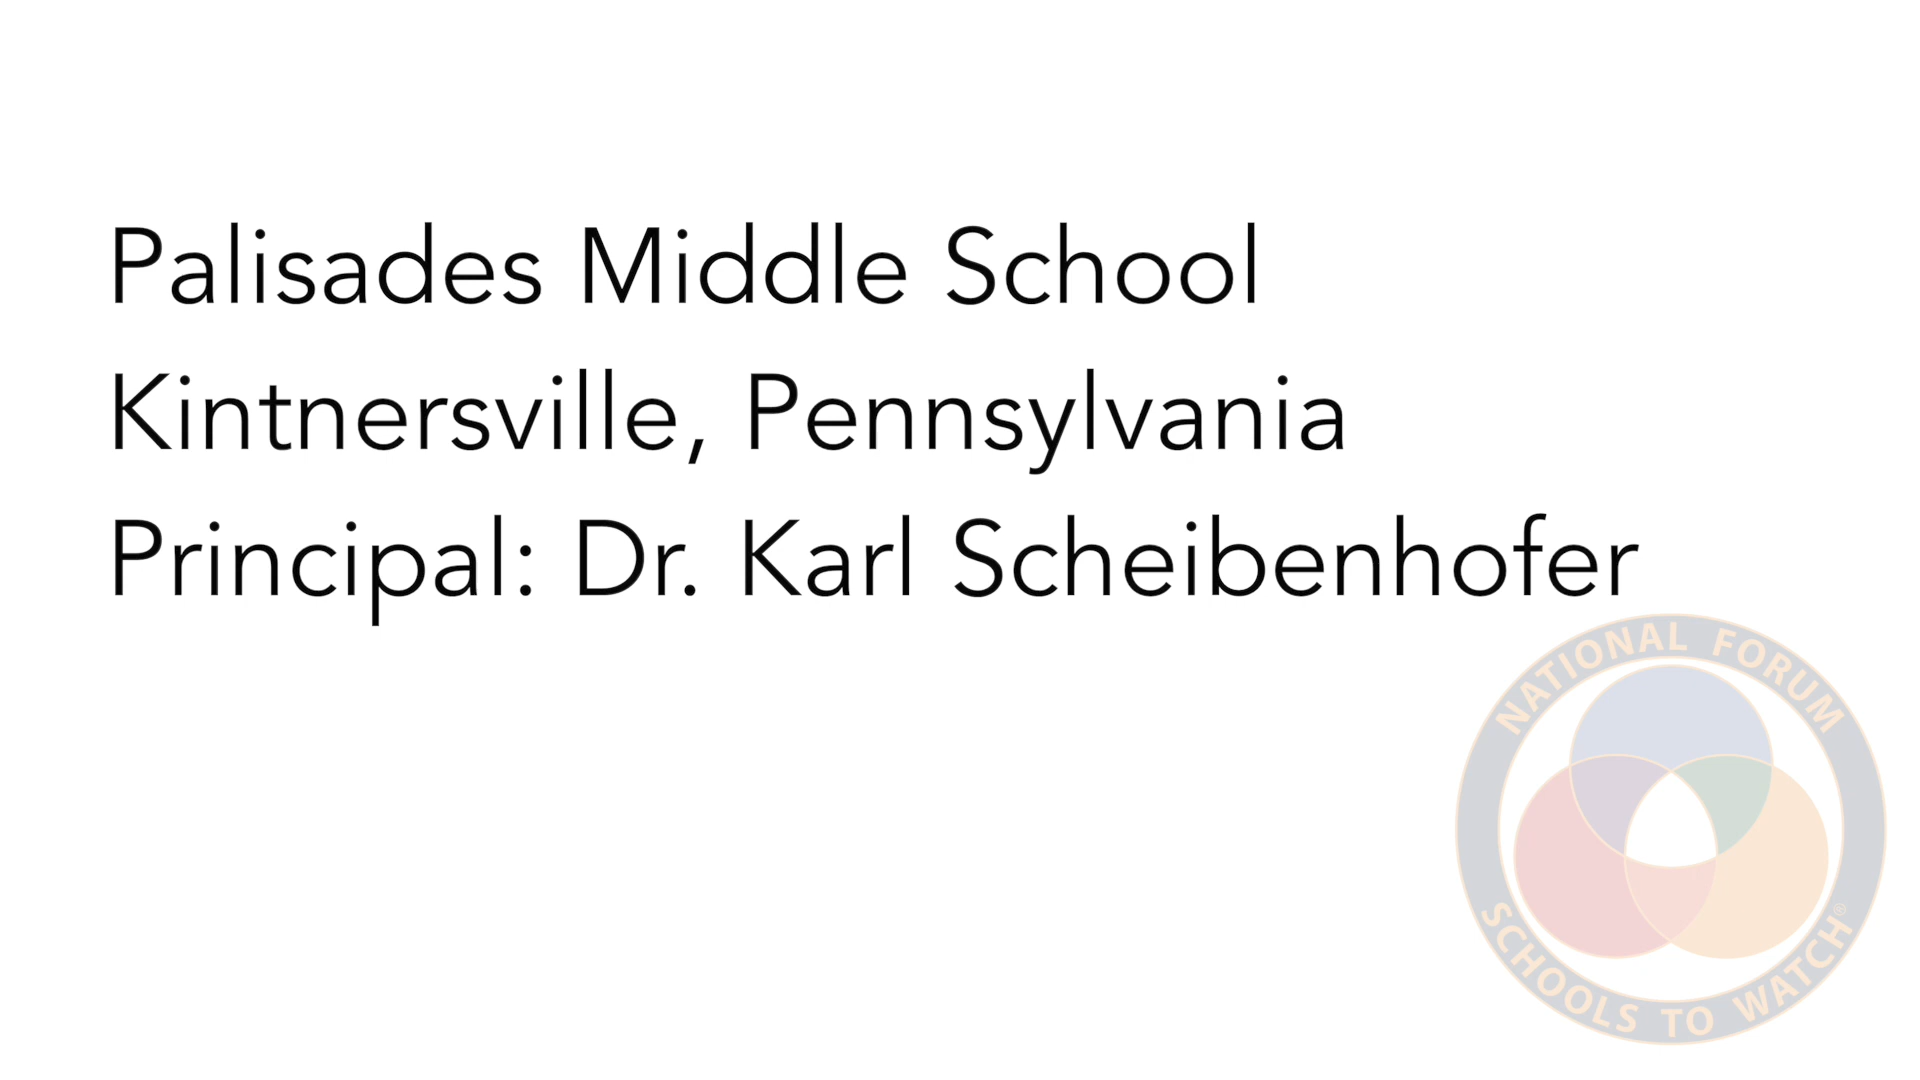 Palisades Middle School
Kintnersville, Pennsylvania
Principal: Dr. Karl Scheibenhofer
NATIONAL FORUM
SCHOOLS TO WATCH®